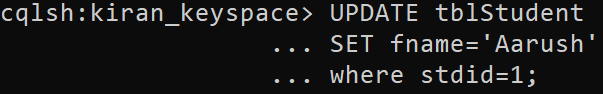 cqlsh:kiran_keyspace> UPDATE tblStudent
... SET fname='Aarush'
... where stdid=1;